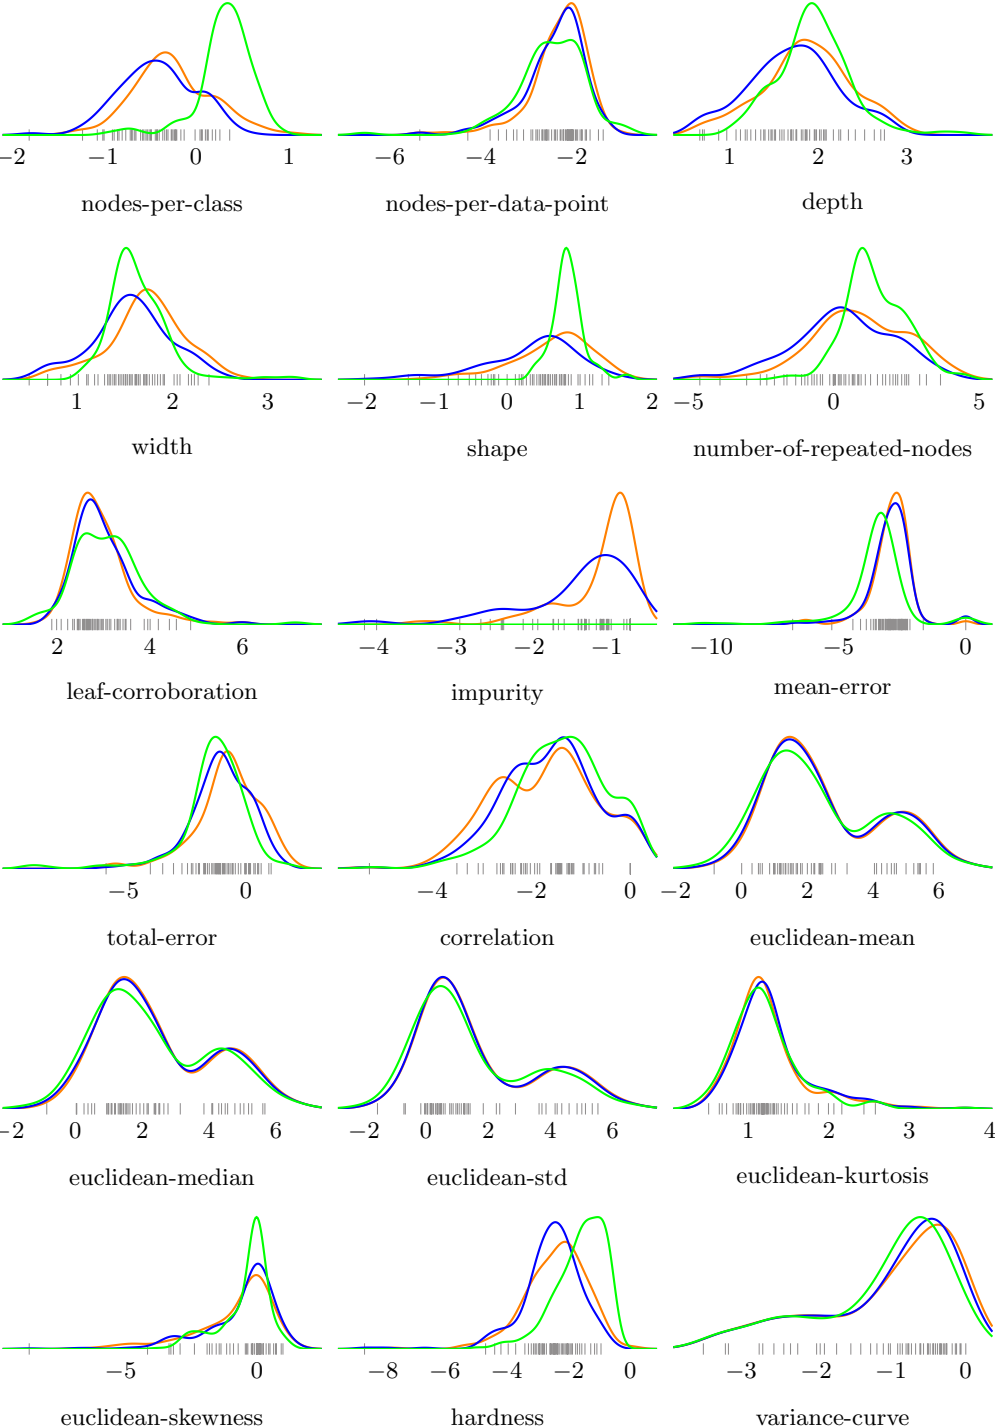 −2 −1 0 1 −6 −4 −2 1 2 3
nodes-per-class nodes-per-data-point depth
1 2 3 −2 −1 0 1 2 −5 0 5
width shape number-of-repeated-nodes
2 4 6 −4 −3 −2 −1 −10 −5 0
leaf-corroboration impurity mean-error
−5 0 −4 −2 0 −2 0 2 4 6
total-error correlation euclidean-mean
−2 0 2 4 6 −2 0 2 4 6 1 2 3 4
euclidean-median euclidean-std euclidean-kurtosis
−5 0 −8 −6 −4 −2 0 −3 −2 −1 0
euclidean-skewness hardness variance-curve